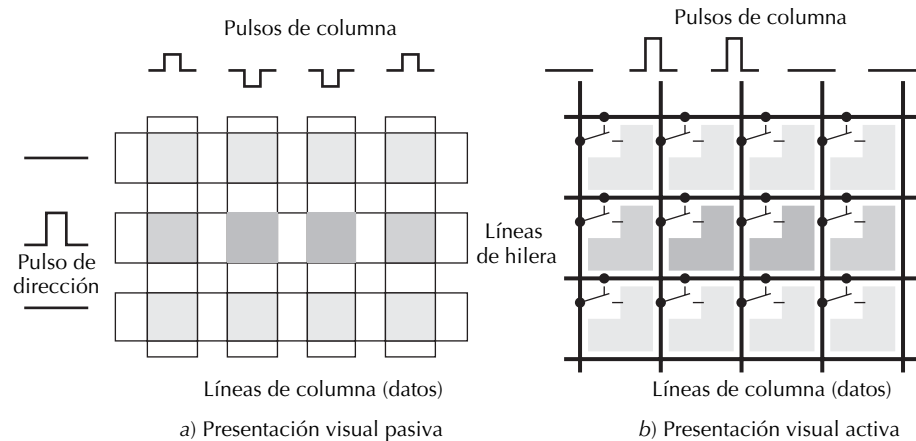 Pulsos de columna
Pulso de
dirección
Líneas de columna (datos)
a) Presentación visual pasiva
Pulsos de columna
Líneas
de hilera
Líneas de columna (datos)
b) Presentación visual activa